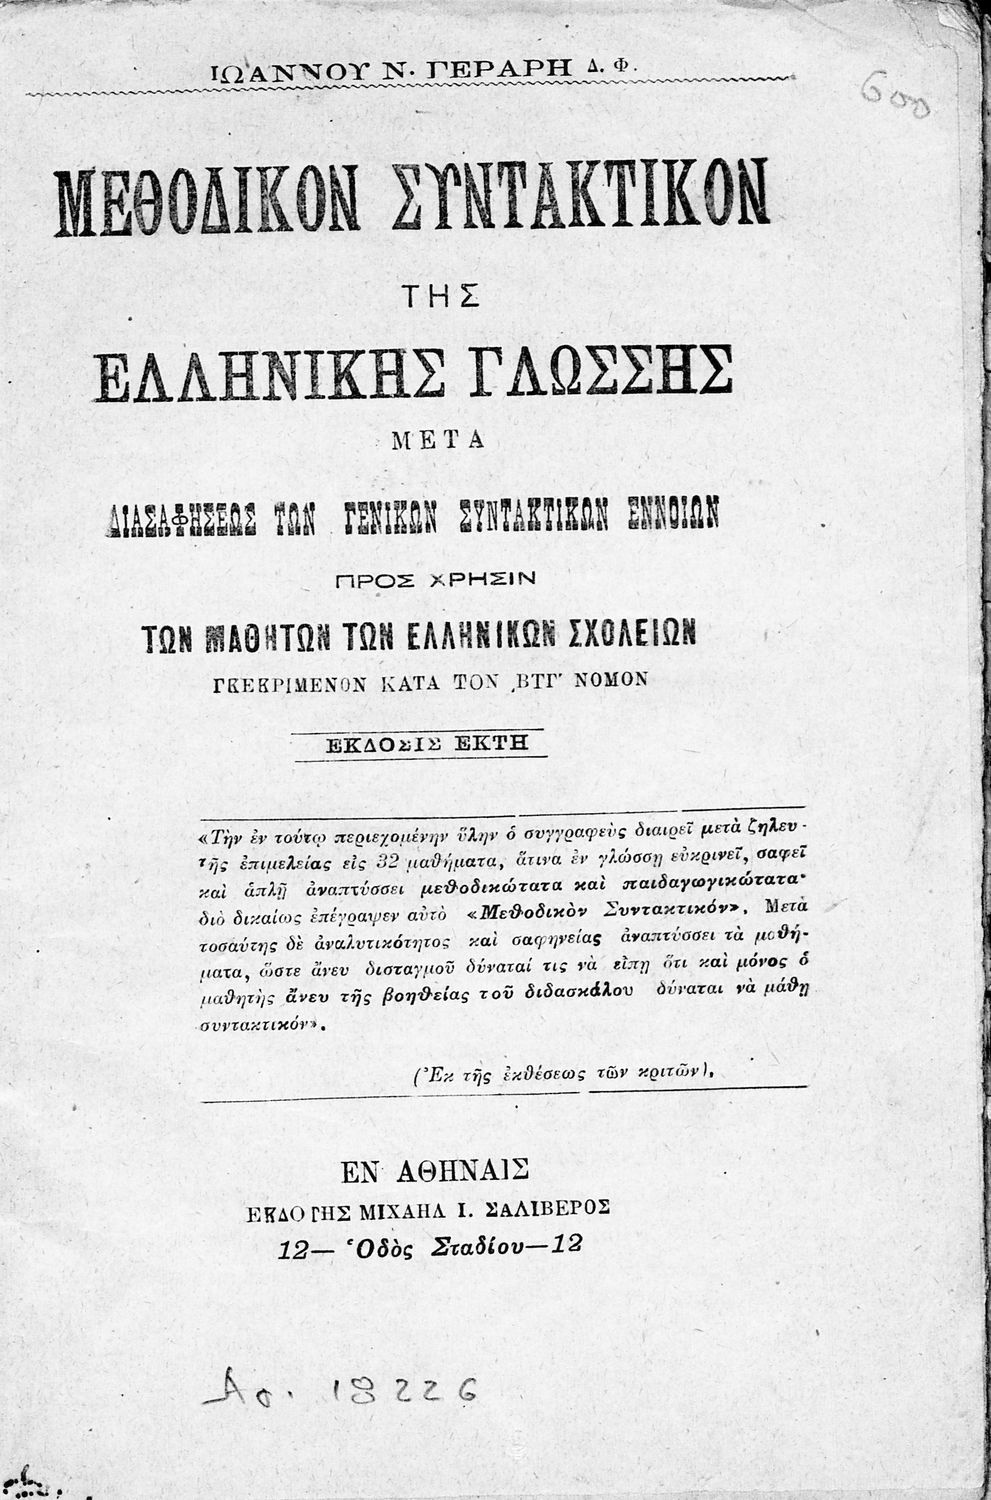 ΙΩΑΝΝΟΥ Ν. ΓΕΡΑΡΗ Δ. Φ.
600
ΜΕΘΟΔΙΚΟΝ ΣΥΝΤΑΚΤΙΚΟΝ
ΤΗΣ
ΕΛΛΗΝΙΚΗΣ ΓΛΩΣΣΗΣ
ΜΕΤΑ
ΔΙΑΣΑΦΗΣΕΩΣ ΤΩΝ ΓΕΝΙΚΩΝ ΣΥΝΤΑΚΤΙΚΩΝ ΕΝΝΟΙΩΝ
ΠΡΟΣ ΧΡΗΣΙΝ
ΤΩΝ ΜΑΘΗΤΩΝ ΤΩΝ ΕΛΛΗΝΙΚΩΝ ΣΧΟΛΕΙΩΝ
ΓΚΕΚΡΙΜΕΝΟΝ ΚΑΤΑ ΤΟΝ ͵ΒΤΓʹ ΝΟΜΟΝ
ΕΚΔΟΣΙΣ ΕΚΤΗ
«Τὴν ἐν τούτῳ περιεχομένην ὕλην ὁ συγγραφεὺς διαιρεῖ μετὰ ζηλευ-
τῆς ἐπιμελείας εἰς 32 μαθήματα, ἅτινα ἐν γλώσσῃ εὐκρινεῖ, σαφεῖ
καὶ ἁπλῇ ἀναπτύσσει μεθοδικώτατα καὶ παιδαγωγικώτατα·
διὸ δικαίως ἐπέγραψεν αὐτὸ «Μεθοδικὸν Συντακτικόν». Μετὰ
τοσαύτης δὲ ἀναλυτικότητος καὶ σαφηνείας ἀναπτύσσει τὰ μαθή-
ματα, ὥστε ἄνευ δισταγμοῦ δύναταί τις νὰ εἴπῃ ὅτι καὶ μόνος ὁ
μαθητὴς ἄνευ τῆς βοηθείας τοῦ διδασκάλου δύναται νὰ μάθῃ
συντακτικόν».
(Ἐκ τῆς ἐκθέσεως τῶν κριτῶν).
ΕΝ ΑΘΗΝΑΙΣ
ΕΚΔΟΤΗΣ ΜΙΧΑΗΛ Ι. ΣΑΛΙΒΕΡΟΣ
12— Ὁδὸς Σταδίου—12
Αρ. 18226